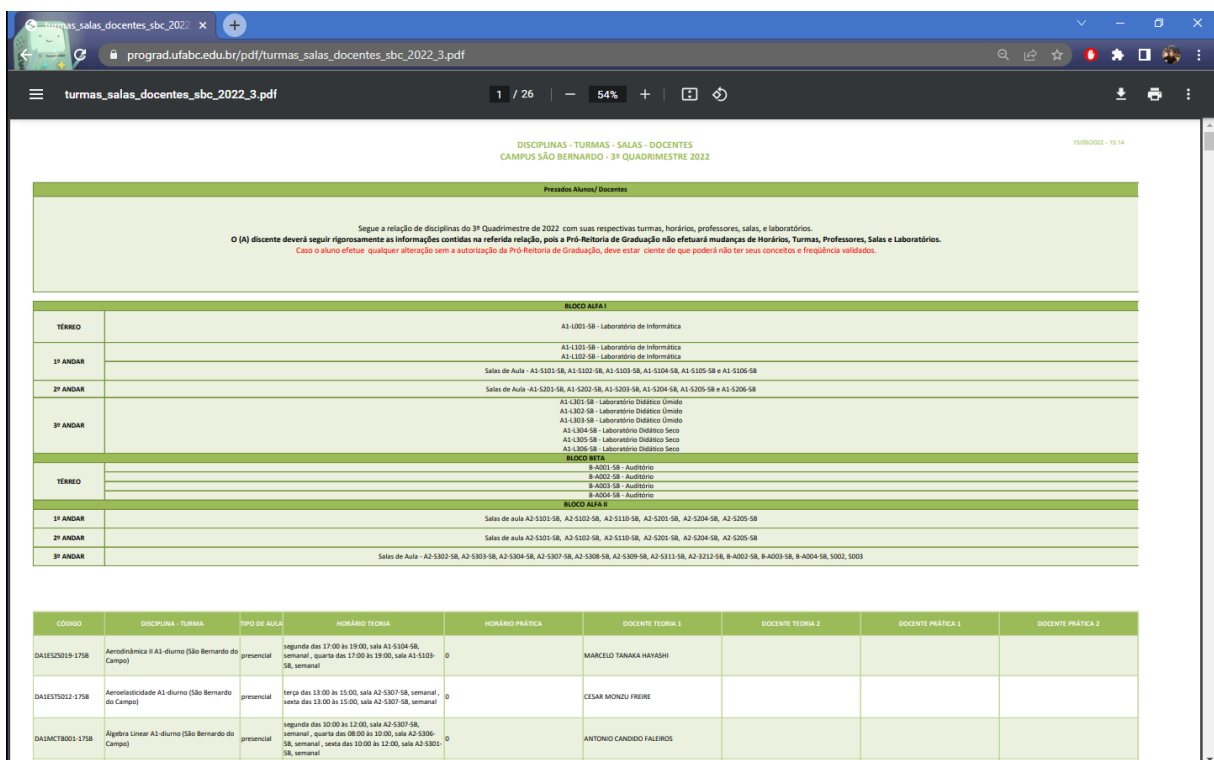 turmas_salas_docentes_sbc_2022
prograd.ufabc.edu.br/pdf/turmas_salas_docentes_sbc_2022_3.pdf
turmas_salas_docentes_sbc_2022_3.pdf
1 / 26
54%
DISCIPLINAS - TURMAS - SALAS - DOCENTES
15/09/2022 - 15:14
CAMPUS SÃO BERNARDO - 3º QUADRIMESTRE 2022
Prezados Alunos/ Docentes
Segue a relação de disciplinas do 3º Quadrimestre de 2022 com suas respectivas turmas, horários, professores, salas, e laboratórios.
O (A) discente deverá seguir rigorosamente as informações contidas na referida relação, pois a Pró-Reitoria de Graduação não efetuará mudanças de Horários, Turmas, Professores, Salas e Laboratórios.
Caso o aluno efetue qualquer alteração sem a autorização da Pró-Reitoria de Graduação, deve estar ciente de que poderá não ter seus conceitos e freqüência validados.
BLOCO ALFA I
TÉRREO
A1-L001-SB - Laboratório de Informática
1º ANDAR
A1-L101-SB - Laboratório de Informática
A1-L102-SB - Laboratório de Informática
Salas de Aula - A1-S101-SB, A1-S102-SB, A1-S103-SB, A1-S104-SB, A1-S105-SB e A1-S106-SB
2º ANDAR
Salas de Aula -A1-S201-SB, A1-S202-SB, A1-S203-SB, A1-S204-SB, A1-S205-SB e A1-S206-SB
3º ANDAR
A1-L301-SB - Laboratório Didático Úmido
A1-L302-SB - Laboratório Didático Úmido
A1-L303-SB - Laboratório Didático Úmido
A1-L304-SB - Laboratório Didático Seco
A1-L305-SB - Laboratório Didático Seco
A1-L306-SB - Laboratório Didático Seco
BLOCO BETA
TÉRREO
B-A001-SB - Auditório
B-A002-SB - Auditório
B-A003-SB - Auditório
B-A004-SB - Auditório
BLOCO ALFA II
1º ANDAR
Salas de aula A2-S101-SB, A2-S102-SB, A2-S110-SB, A2-S201-SB, A2-S204-SB, A2-S205-SB
2º ANDAR
Salas de aula A2-S101-SB, A2-S102-SB, A2-S110-SB, A2-S201-SB, A2-S204-SB, A2-S205-SB
3º ANDAR
Salas de Aula - A2-S302-SB, A2-S303-SB, A2-S304-SB, A2-S307-SB, A2-S308-SB, A2-S309-SB, A2-S311-SB, A2-3212-SB, B-A002-SB, B-A003-SB, B-A004-SB, S002, S003
CÓDIGO DISCIPLINA - TURMA TIPO DE AULA HORÁRIO TEORIA HORÁRIO PRÁTICA DOCENTE TEORIA 1 DOCENTE TEORIA 2 DOCENTE PRÁTICA 1 DOCENTE PRÁTICA 2
DA1ESZS019-17SB
Aerodinâmica II A1-diurno (São Bernardo do
Campo)
presencial
segunda das 17:00 às 19:00, sala A1-S104-SB,
semanal , quarta das 17:00 às 19:00, sala A1-S103-
SB, semanal
0
MARCELO TANAKA HAYASHI
DA1ESTS012-17SB
Aeroelasticidade A1-diurno (São Bernardo
do Campo)
presencial
terça das 13:00 às 15:00, sala A2-S307-SB, semanal ,
sexta das 13:00 às 15:00, sala A2-S307-SB, semanal
0
CESAR MONZU FREIRE
DA1MCTB001-17SB
Álgebra Linear A1-diurno (São Bernardo do
Campo)
presencial
segunda das 10:00 às 12:00, sala A2-S307-SB,
semanal , quarta das 08:00 às 10:00, sala A2-S306-
SB, semanal , sexta das 10:00 às 12:00, sala A2-S301-
SB, semanal
0
ANTONIO CANDIDO FALEIROS